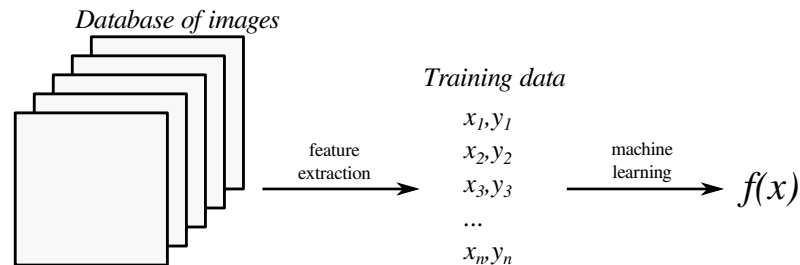 Database of images
feature
extraction
Training data
x1,y1
x2,y2
x3,y3
...
xn,yn
machine
learning
f(x)